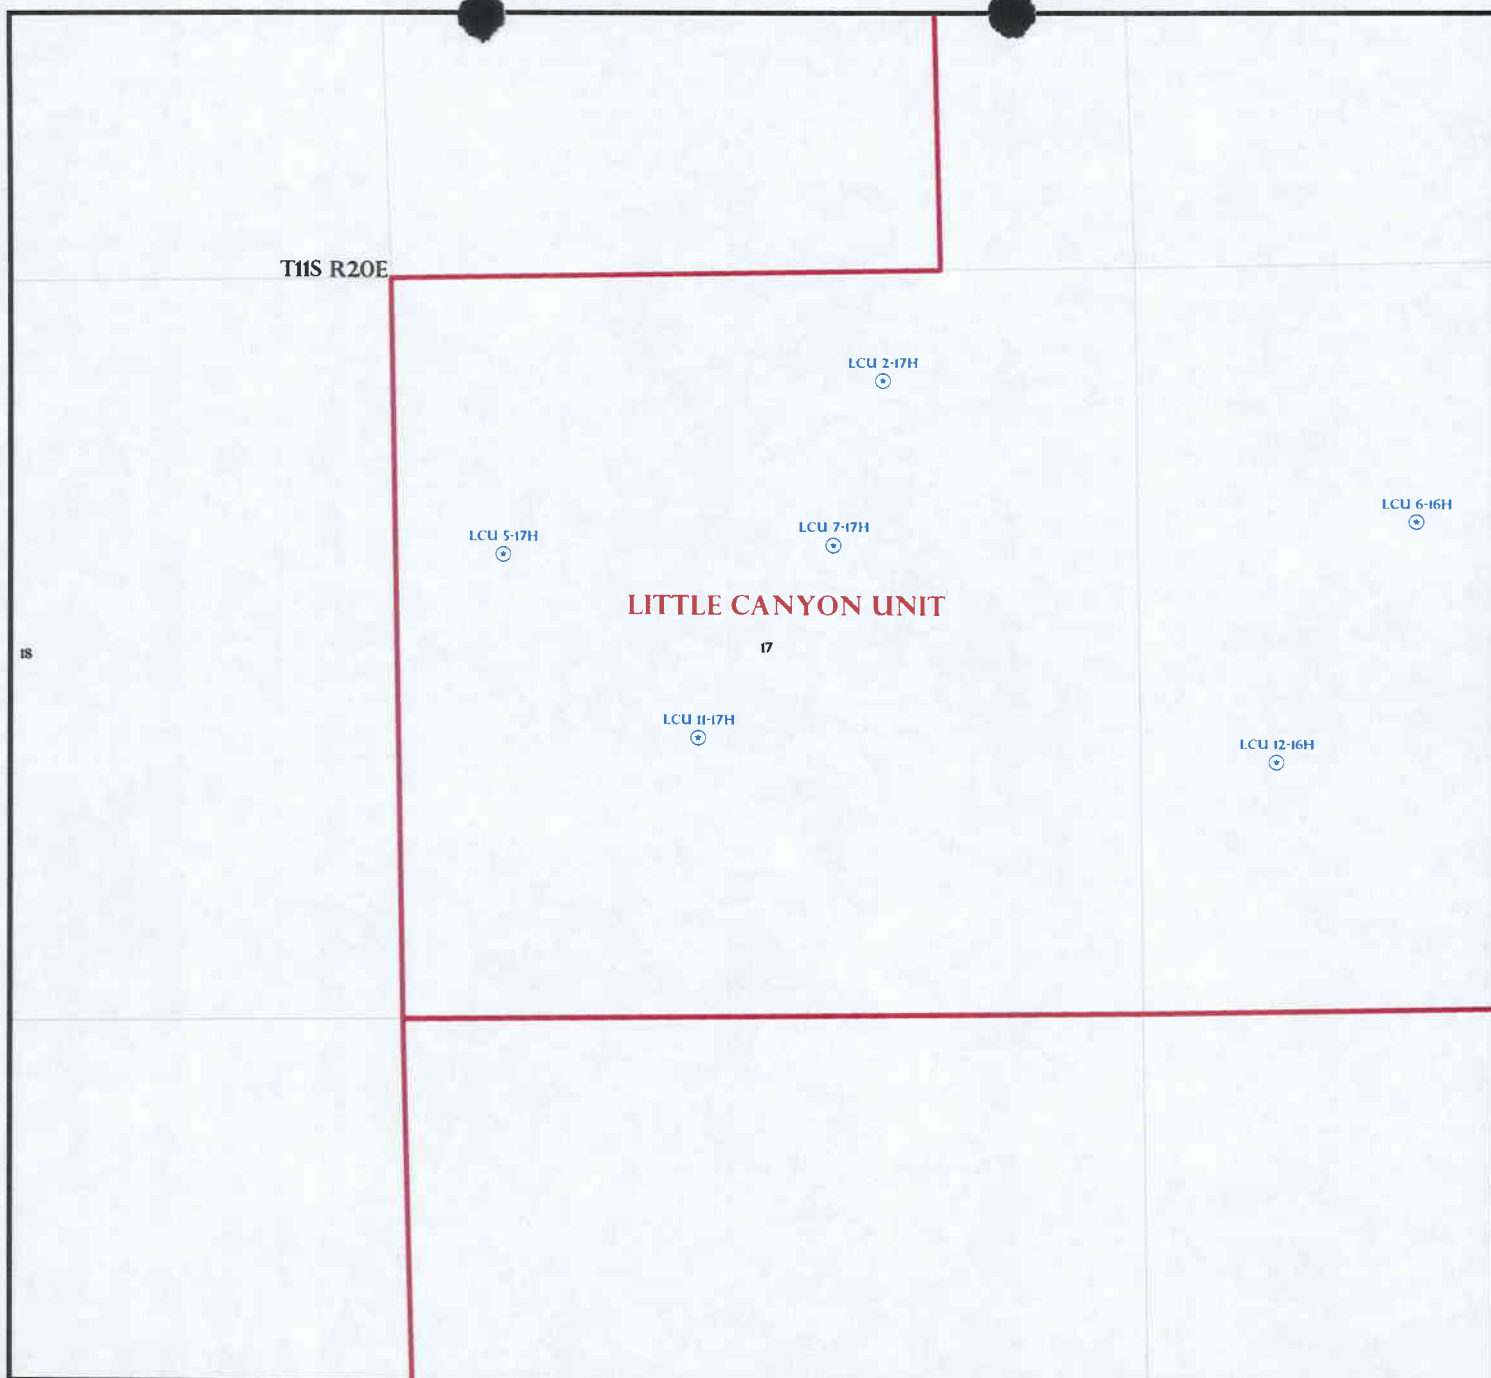 T11S R20E
LCU 2-17H
LCU 6-16H
LCU 7-17H
LCU 5-17H
LITTLE CANYON UNIT
17
18
LCU 11-17H
LCU 12-16H